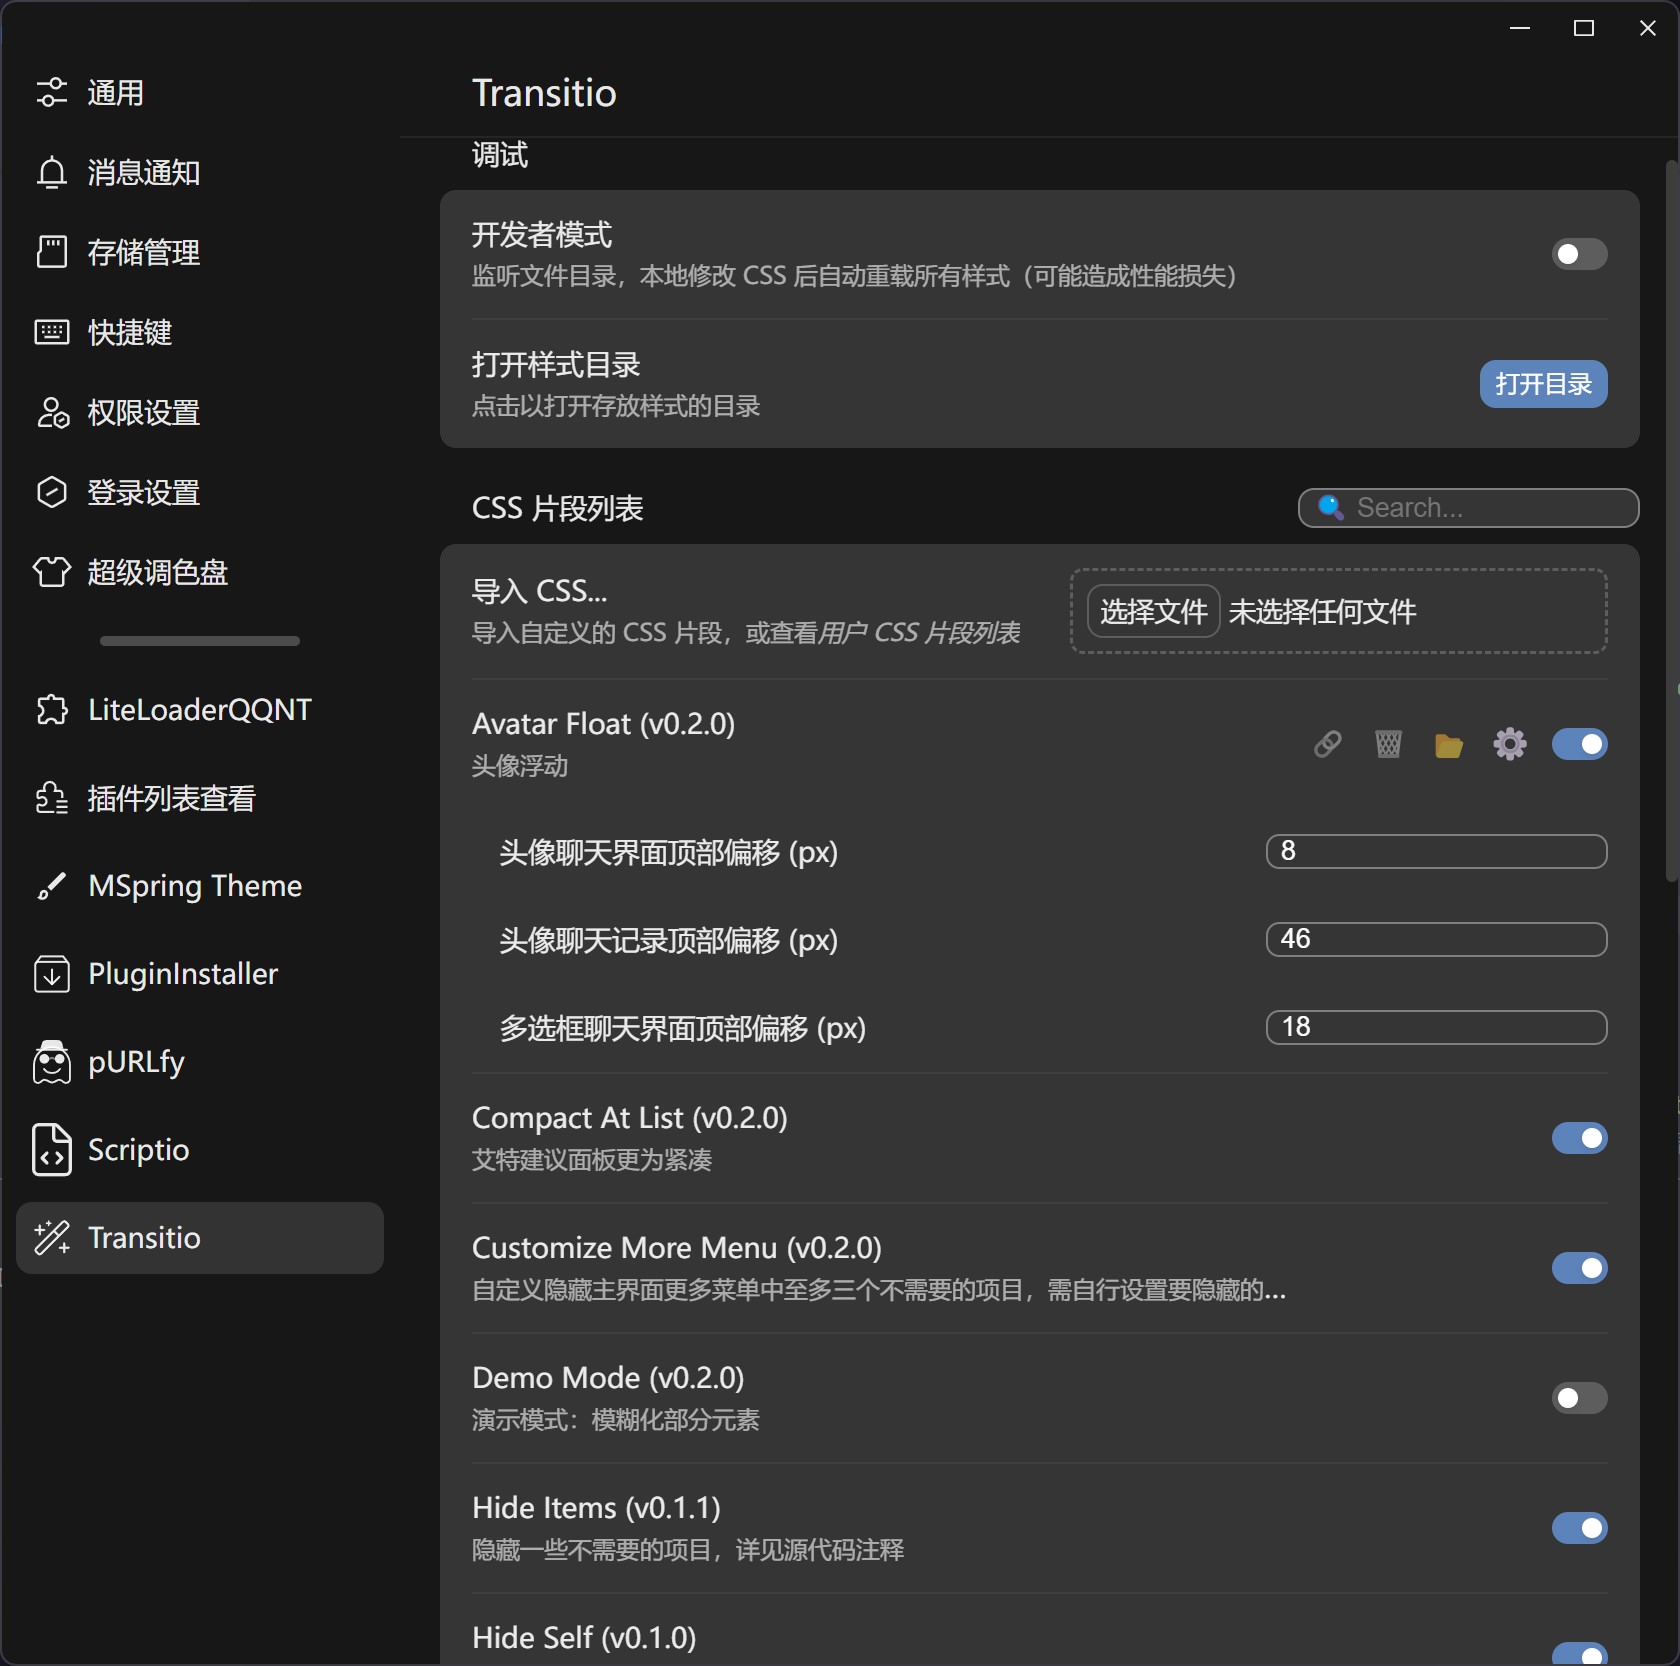 通用
消息通知
存储管理
快捷键
权限设置
登录设置
超级调色盘
LiteLoaderQQNT
插件列表查看
MSpring Theme
PluginInstaller
pURLfy
Scriptio
Transitio
Transitio
调试
开发者模式
监听文件目录，本地修改 CSS 后自动重载所有样式（可能造成性能损失）
打开样式目录
点击以打开存放样式的目录
打开目录
CSS 片段列表
Search...
导入 CSS...
导入自定义的 CSS 片段，或查看用户 CSS 片段列表
选择文件 未选择任何文件
Avatar Float (v0.2.0)
头像浮动
头像聊天界面顶部偏移 (px)
8
头像聊天记录顶部偏移 (px)
46
多选框聊天界面顶部偏移 (px)
18
Compact At List (v0.2.0)
艾特建议面板更为紧凑
Customize More Menu (v0.2.0)
自定义隐藏主界面更多菜单中至多三个不需要的项目，需自行设置要隐藏的...
Demo Mode (v0.2.0)
演示模式：模糊化部分元素
Hide Items (v0.1.1)
隐藏一些不需要的项目，详见源代码注释
Hide Self (v0.1.0)